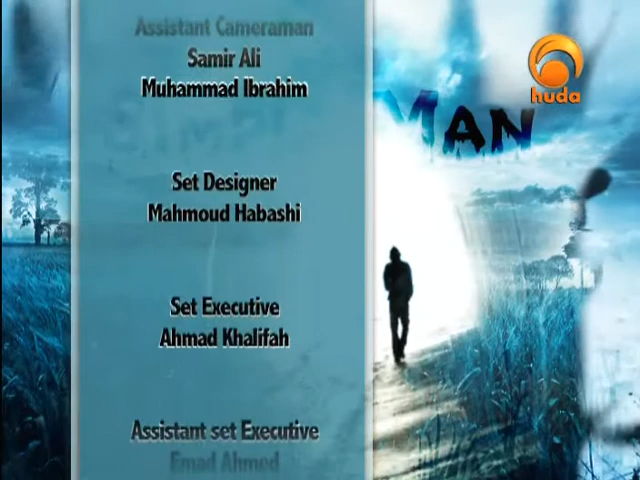 Assistant Cameraman
Samir Ali
Muhammad Ibrahim
Set Designer
Mahmoud Habashi
Set Executive
Ahmad Khalifah
Assistant set Executive
Emad Ahmed
MAN
huda